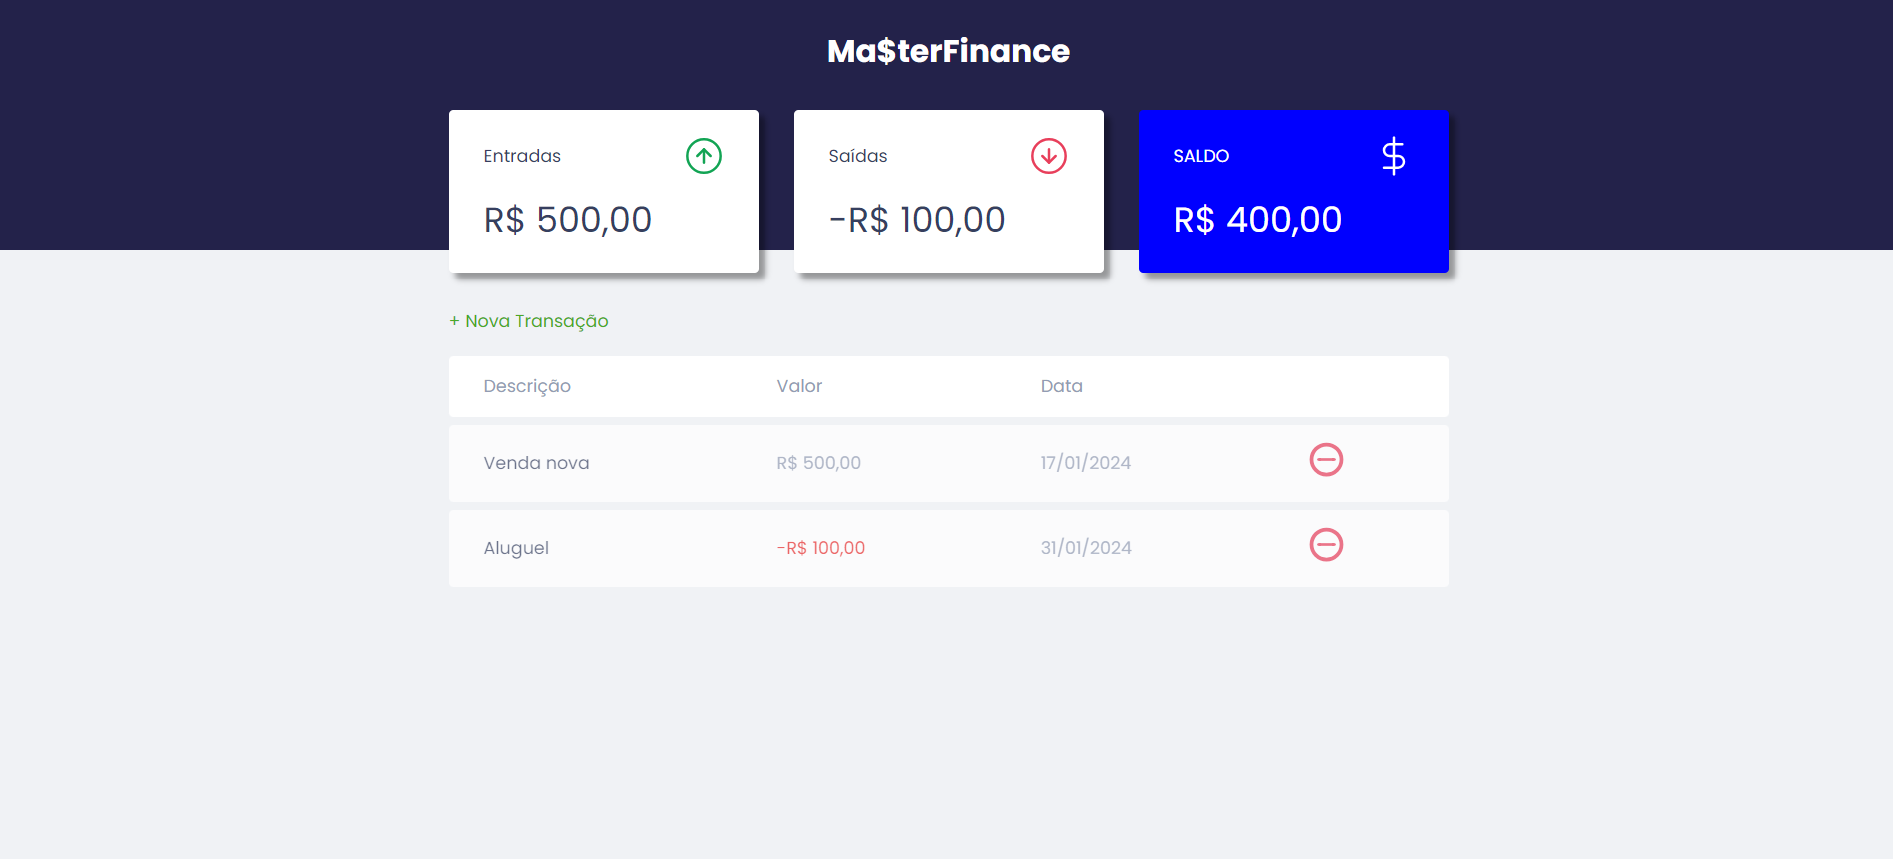 Ma$terFinance
Entradas
R$ 500,00
Saídas
-R$ 100,00
SALDO
$
R$ 400,00
+ Nova Transação
Descrição Valor Data
Venda nova R$ 500,00 17/01/2024
Aluguel -R$ 100,00 31/01/2024